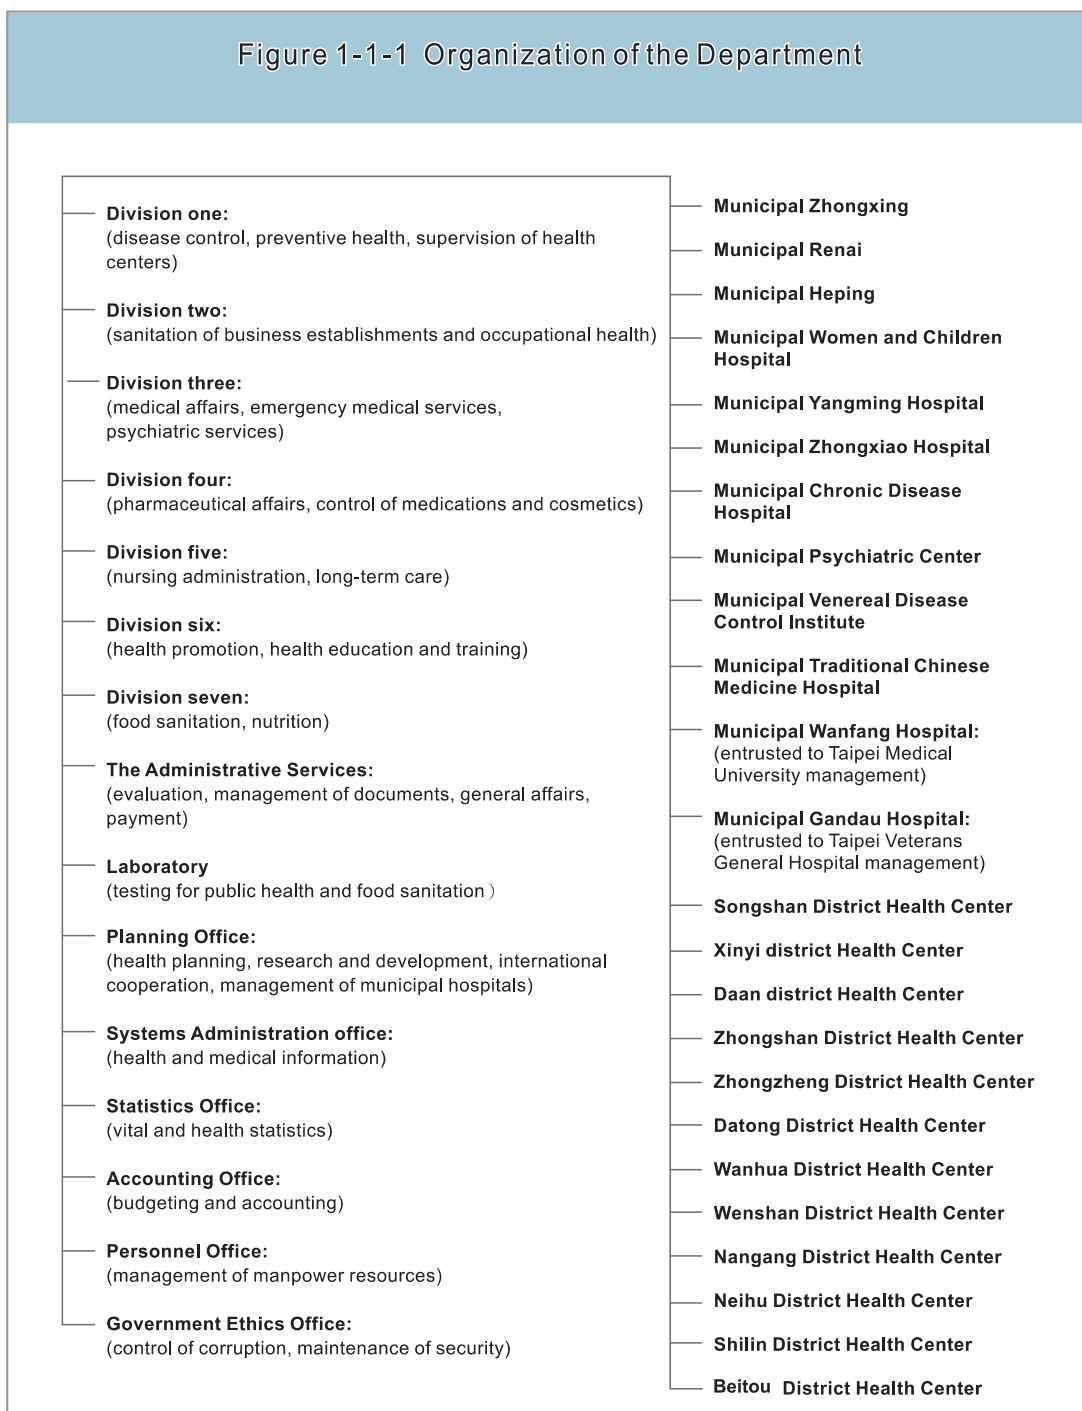 Figure 1-1-1 Organization of the Department
Division one:
(disease control, preventive health, supervision of health
centers)
Division two:
(sanitation of business establishments and occupational health)
Division three:
(medical affairs, emergency medical services,
psychiatric services)
Division four:
(pharmaceutical affairs, control of medications and cosmetics)
Division five:
(nursing administration, long-term care)
Division six:
(health promotion, health education and training)
Division seven:
(food sanitation, nutrition)
The Administrative Services:
(evaluation, management of documents, general affairs,
payment)
Laboratory
(testing for public health and food sanitation）
Planning Office:
(health planning, research and development, international
cooperation, management of municipal hospitals)
Systems Administration office:
(health and medical information)
Statistics Office:
(vital and health statistics)
Accounting Office:
(budgeting and accounting)
Personnel Office:
(management of manpower resources)
Government Ethics Office:
(control of corruption, maintenance of security)
Municipal Zhongxing
Municipal Renai
Municipal Heping
Municipal Women and Children
Hospital
Municipal Yangming Hospital
Municipal Zhongxiao Hospital
Municipal Chronic Disease
Hospital
Municipal Psychiatric Center
Municipal Venereal Disease
Control Institute
Municipal Traditional Chinese
Medicine Hospital
Municipal Wanfang Hospital:
(entrusted to Taipei Medical
University management)
Municipal Gandau Hospital:
(entrusted to Taipei Veterans
General Hospital management)
Songshan District Health Center
Xinyi district Health Center
Daan district Health Center
Zhongshan District Health Center
Zhongzheng District Health Center
Datong District Health Center
Wanhua District Health Center
Wenshan District Health Center
Nangang District Health Center
Neihu District Health Center
Shilin District Health Center
Beitou District Health Center